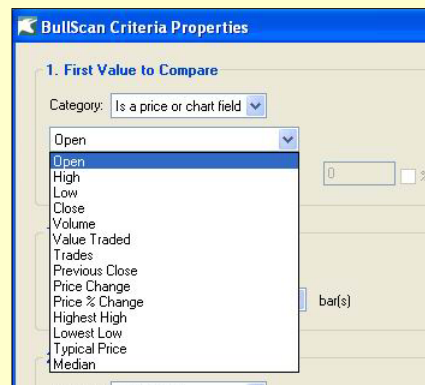 BullScan Criteria Properties
1. First Value to Compare
Category: Is a price or chart field
Open
Open
High
Low
Close
Volume
Value Traded
Trades
Previous Close
Price Change
Price % Change
Highest High
Lowest Low
Typical Price
Median
0
bar(s)